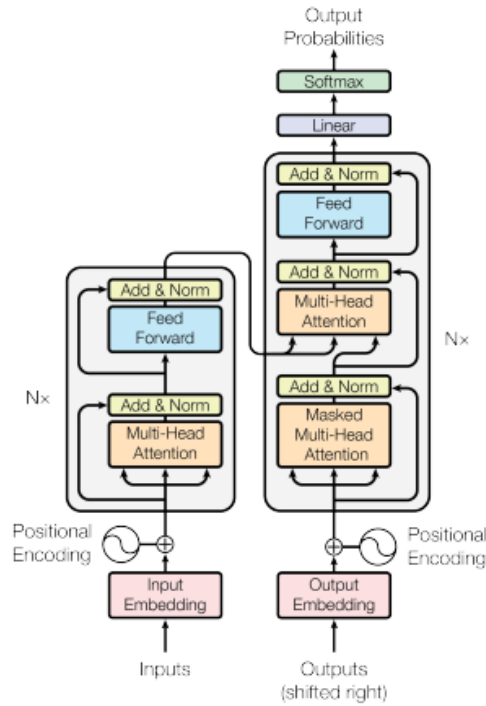 Output
Probabilities
Softmax
Linear
Add & Norm
Feed
Forward
Add & Norm
Multi-Head
Attention
Add & Norm
Masked
Multi-Head
Attention
Nx
Positional
Encoding
Output
Embedding
Outputs
(shifted right)
Add & Norm
Feed
Forward
Add & Norm
Multi-Head
Attention
Nx
Positional
Encoding
Input
Embedding
Inputs